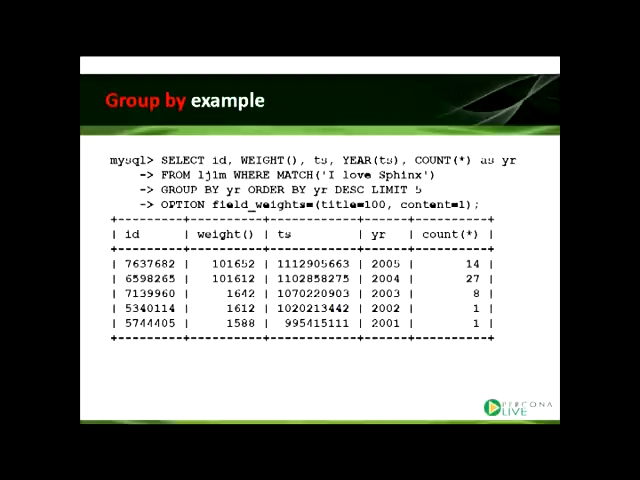 Group by example
mysql> SELECT id, WEIGHT(), ts, YEAR(ts), COUNT(*) as yr
-> FROM lj1m WHERE MATCH('I love Sphinx')
-> GROUP BY yr ORDER BY yr DESC LIMIT 5
-> OPTION field_weights=(title=100, content=1);
+---------+----------+------------+------+----------+
| id | weight() | ts | yr | count(*) |
+---------+----------+------------+------+----------+
| 7637682 | 101652 | 1112905663 | 2005 | 14 |
| 6598265 | 101612 | 1102858275 | 2004 | 27 |
| 7139960 | 1642 | 1070220903 | 2003 | 8 |
| 5340114 | 1612 | 1020213442 | 2002 | 1 |
| 5744405 | 1588 | 995415111 | 2001 | 1 |
+---------+----------+------------+------+----------+
PERCONA
LIVE